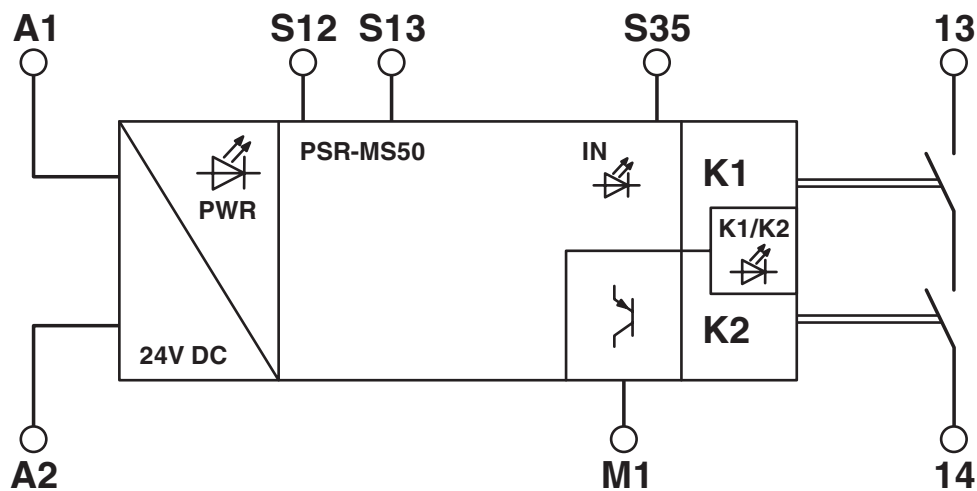 A1 S12 S13 S35 13
PSR-MS50 IN
K1
PWR
K1/K2
K2
24V DC
A2 M1 14